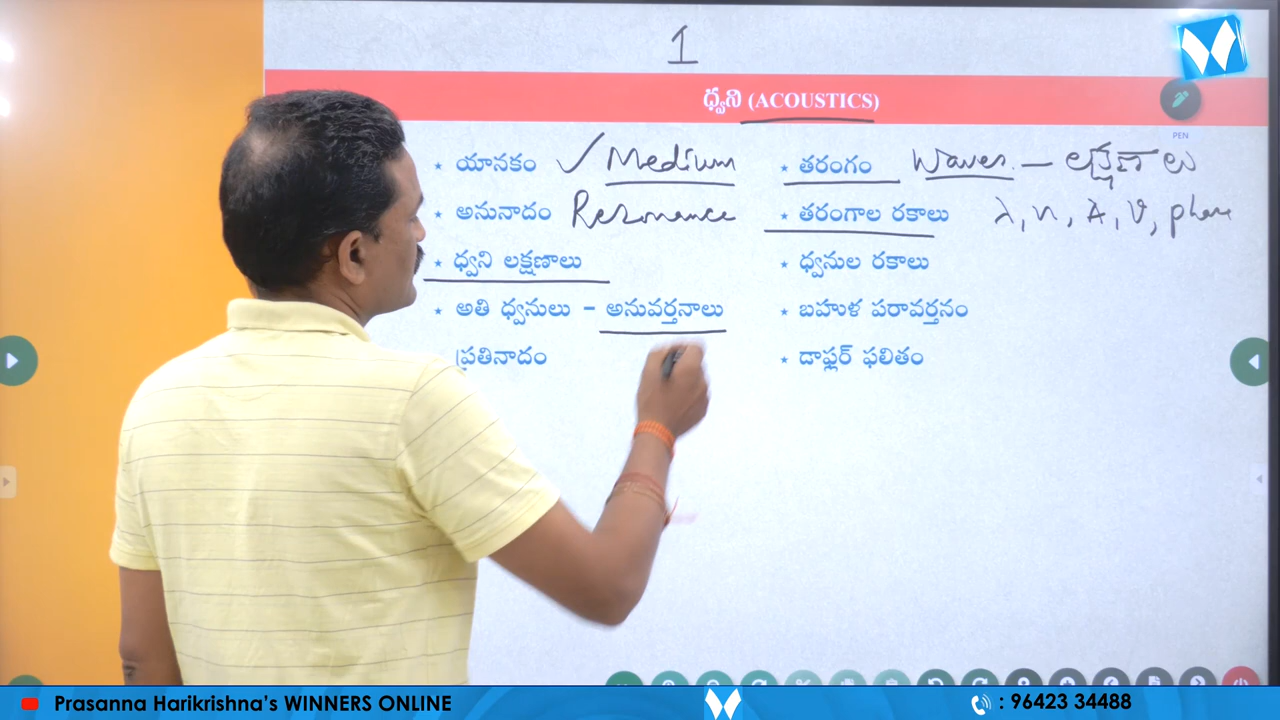 1
ధ్వని (ACOUSTICS)
PEN
* యానకం ✓ Medium
* తరంగం Waves - లక్షణాలు
* అనునాదం Resonance
* తరంగాల రకాలు λ, n, A, ϑ, phase
* ధ్వని లక్షణాలు
* ధ్వనుల రకాలు
* అతి ధ్వనులు - అనువర్తనాలు
* బహుళ పరావర్తనం
ప్రతినాదం
* డాప్లర్ ఫలితం
Prasanna Harikrishna's WINNERS ONLINE
: 96423 34488